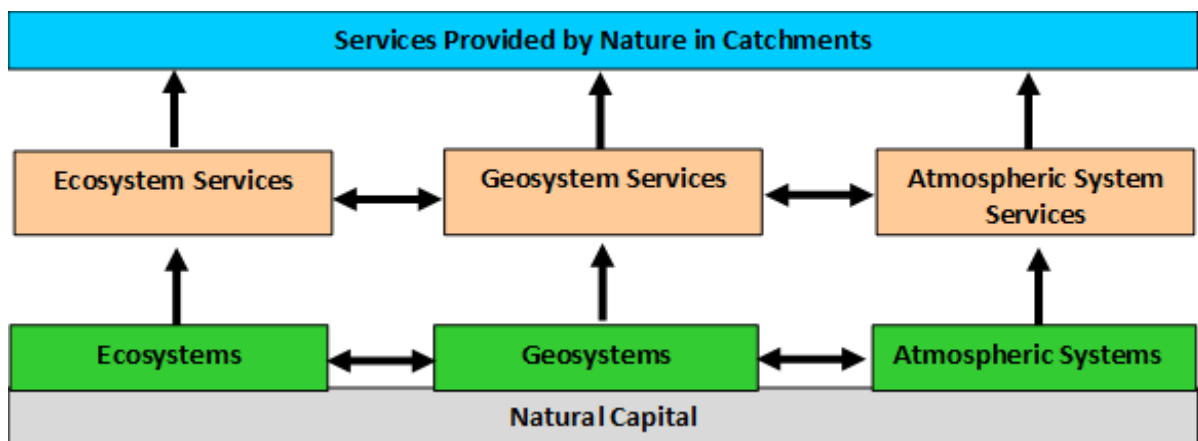 Services Provided by Nature in Catchments
Ecosystem Services
Geosystem Services
Atmospheric System
Services
Ecosystems
Geosystems
Atmospheric Systems
Natural Capital